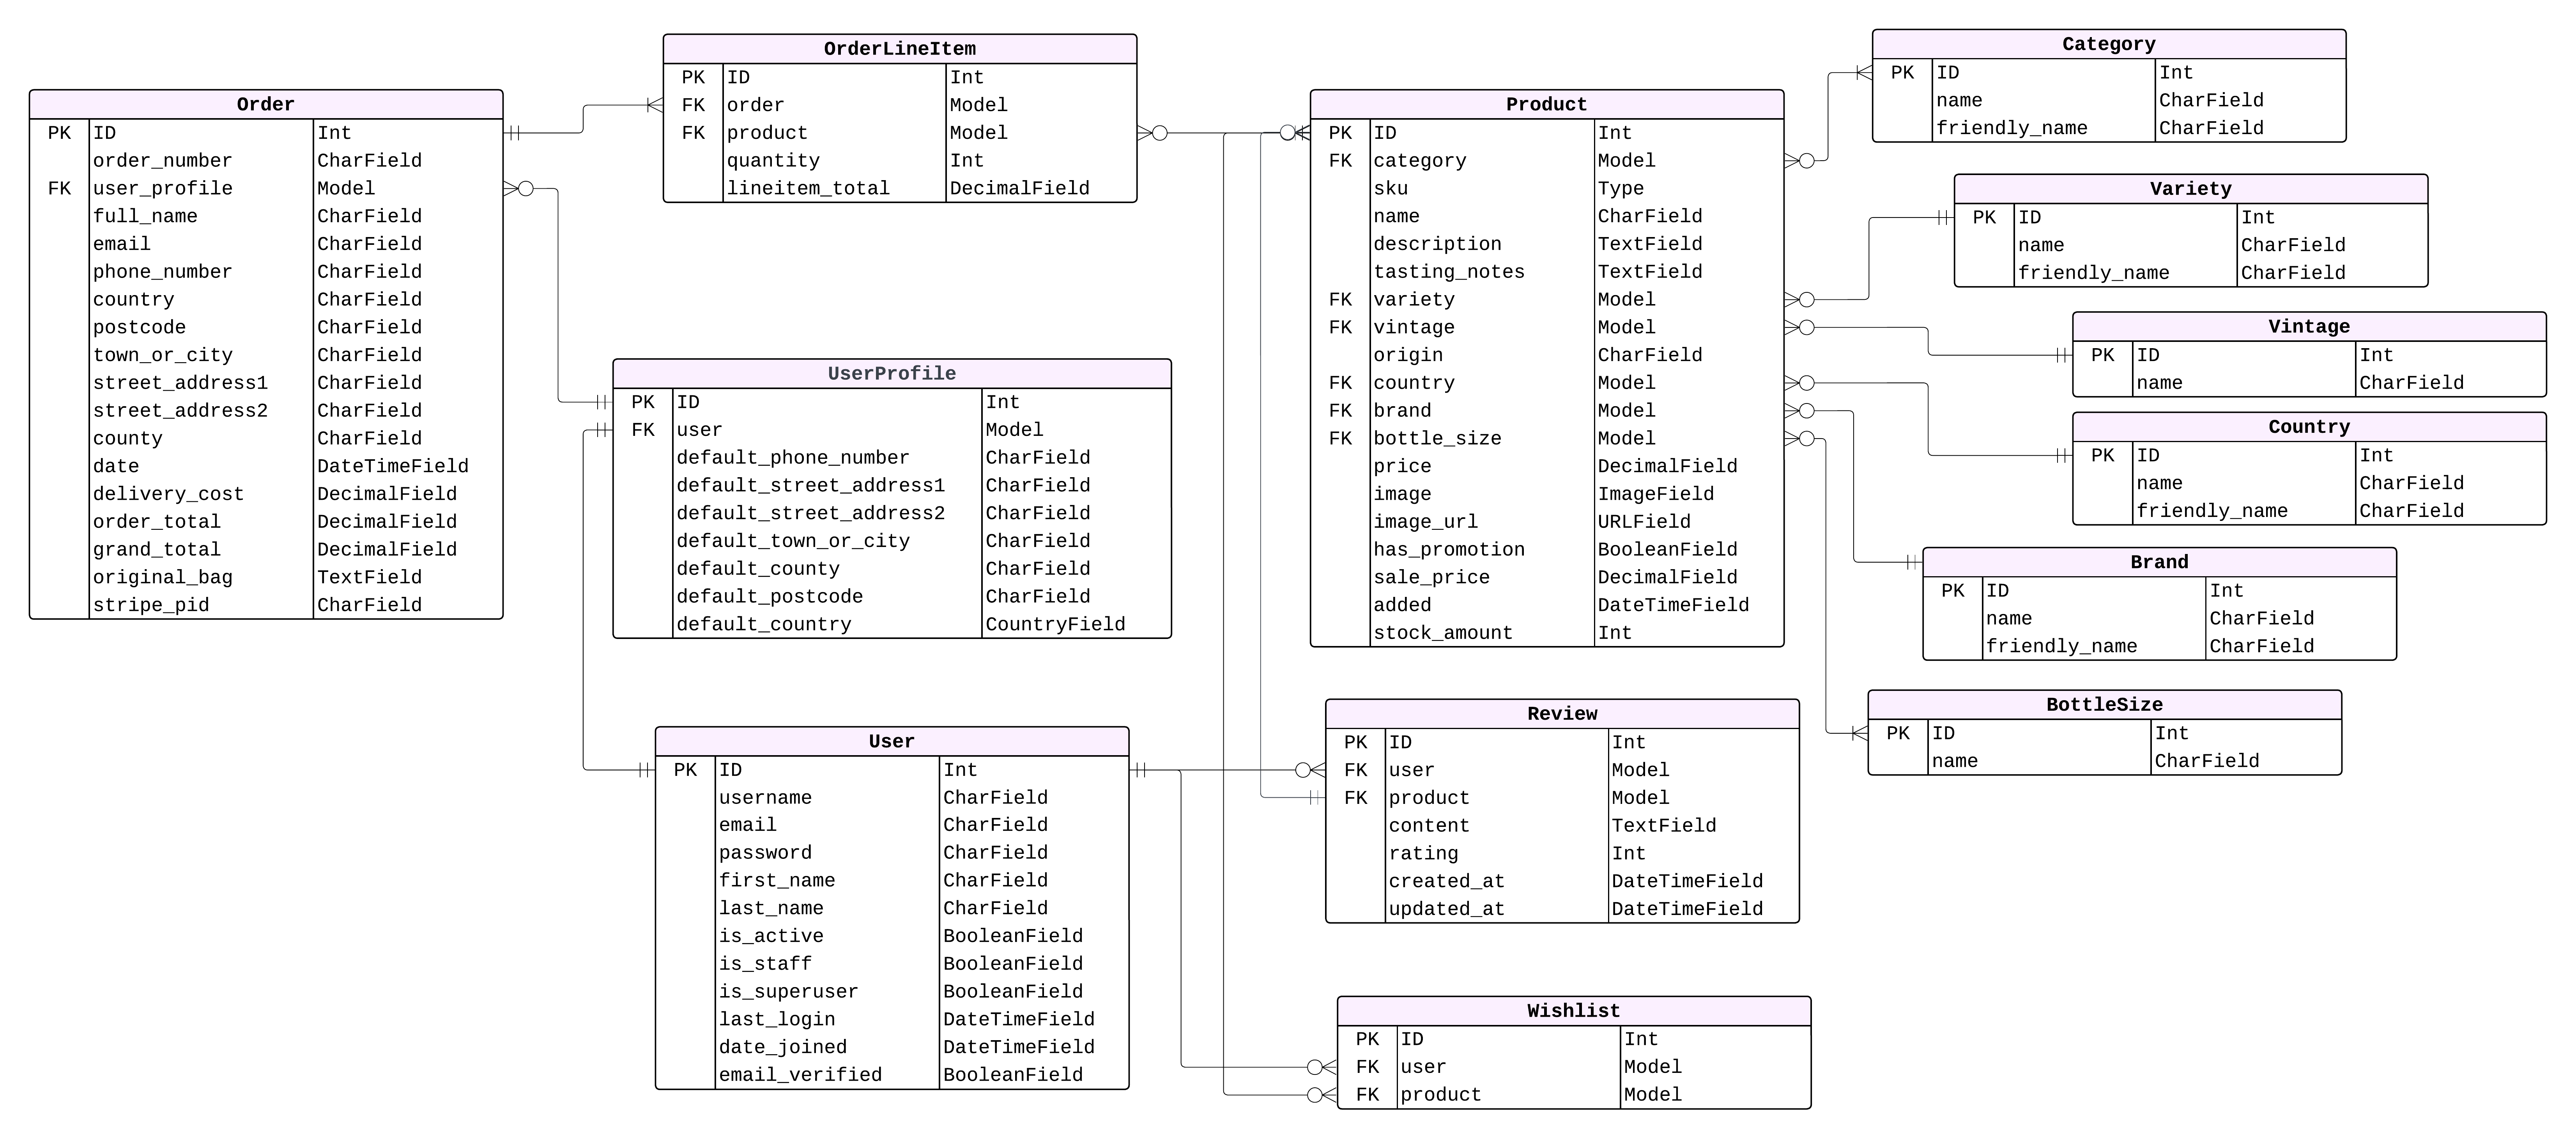 Order
PK ID Int
order_number CharField
FK user_profile Model
full_name CharField
email CharField
phone_number CharField
country CharField
postcode CharField
town_or_city CharField
street_address1 CharField
street_address2 CharField
county CharField
date DateTimeField
delivery_cost DecimalField
order_total DecimalField
grand_total DecimalField
original_bag TextField
stripe_pid CharField
OrderLineItem
PK ID Int
FK order Model
FK product Model
quantity Int
lineitem_total DecimalField
UserProfile
PK ID Int
FK user Model
default_phone_number CharField
default_street_address1 CharField
default_street_address2 CharField
default_town_or_city CharField
default_county CharField
default_postcode CharField
default_country CountryField
User
PK ID Int
username CharField
email CharField
password CharField
first_name CharField
last_name CharField
is_active BooleanField
is_staff BooleanField
is_superuser BooleanField
last_login DateTimeField
date_joined DateTimeField
email_verified BooleanField
Product
PK ID Int
FK category Model
sku Type
name CharField
description TextField
tasting_notes TextField
FK variety Model
FK vintage Model
origin CharField
FK country Model
FK brand Model
FK bottle_size Model
price DecimalField
image ImageField
image_url URLField
has_promotion BooleanField
sale_price DecimalField
added DateTimeField
stock_amount Int
Review
PK ID Int
FK user Model
FK product Model
content TextField
rating Int
created_at DateTimeField
updated_at DateTimeField
Wishlist
PK ID Int
FK user Model
FK product Model
Category
PK ID Int
name CharField
friendly_name CharField
Variety
PK ID Int
name CharField
friendly_name CharField
Vintage
PK ID Int
name CharField
Country
PK ID Int
name CharField
friendly_name CharField
Brand
PK ID Int
name CharField
friendly_name CharField
BottleSize
PK ID Int
name CharField